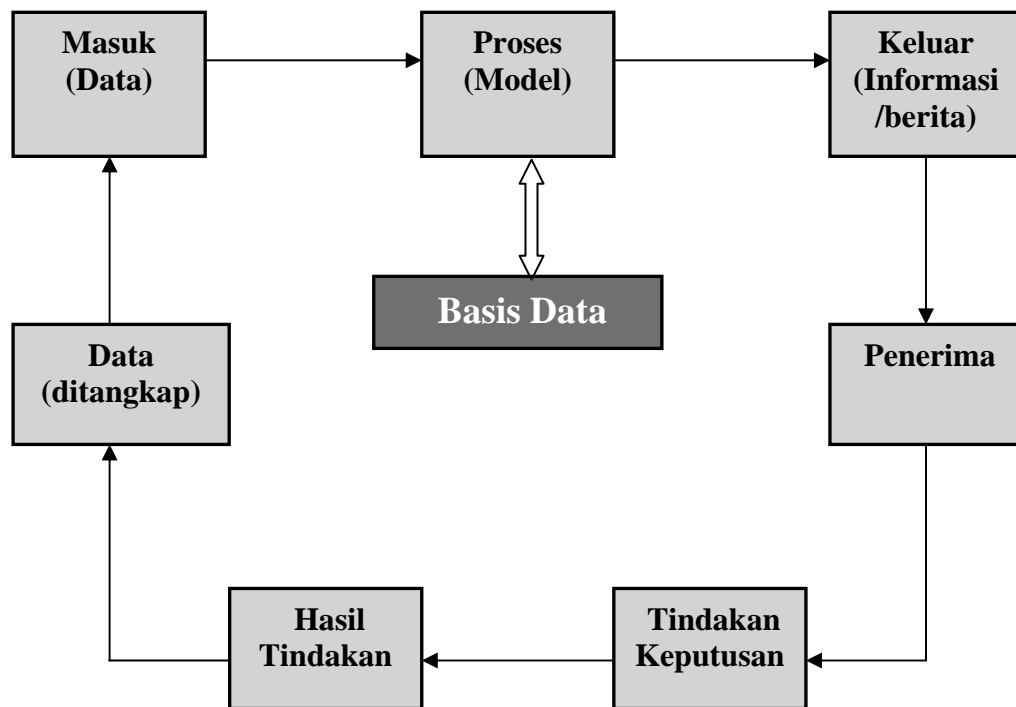 Masuk
(Data)
Proses
(Model)
Keluar
(Informasi
/berita)
Basis Data
Data
(ditangkap)
Penerima
Hasil
Tindakan
Tindakan
Keputusan